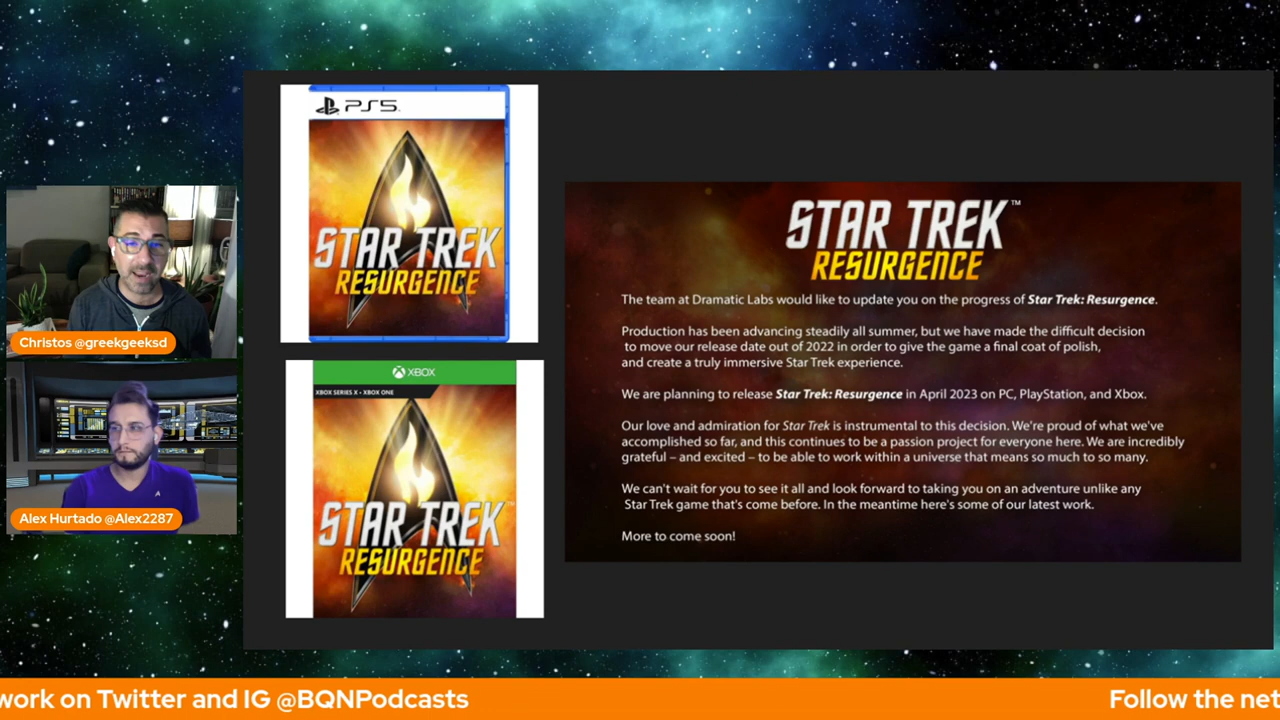 PS5
STAR TREK
RESURGENCE
XBOX
XBOX SERIES X • XBOX ONE
STAR TREK
RESURGENCE
Christos @greekgeeksd
Alex Hurtado @Alex2287
STAR TREK™
RESURGENCE
The team at Dramatic Labs would like to update you on the progress of Star Trek: Resurgence.
Production has been advancing steadily all summer, but we have made the difficult decision
to move our release date out of 2022 in order to give the game a final coat of polish,
and create a truly immersive Star Trek experience.
We are planning to release Star Trek: Resurgence in April 2023 on PC, PlayStation, and Xbox.
Our love and admiration for Star Trek is instrumental to this decision. We're proud of what we've
accomplished so far, and this continues to be a passion project for everyone here. We are incredibly
grateful – and excited – to be able to work within a universe that means so much to so many.
We can't wait for you to see it all and look forward to taking you on an adventure unlike any
Star Trek game that's come before. In the meantime here's some of our latest work.
More to come soon!
work on Twitter and IG @BQNPodcasts Follow the net